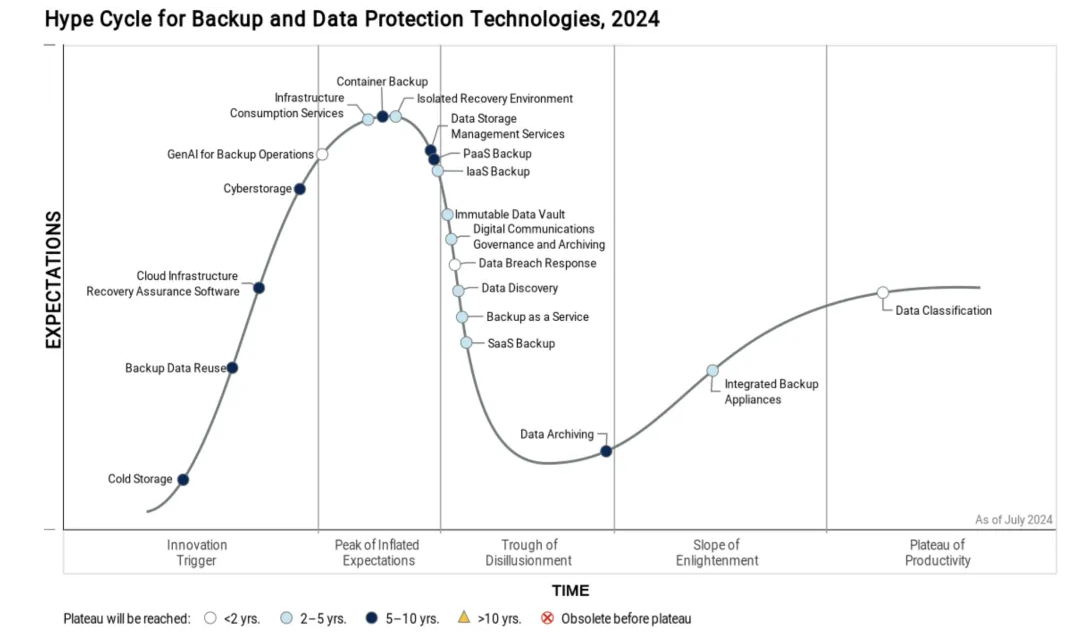 Hype Cycle for Backup and Data Protection Technologies, 2024
Container Backup
Infrastructure
Consumption Services
Isolated Recovery Environment
Data Storage
Management Services
GenAI for Backup Operations
PaaS Backup
IaaS Backup
Cyberstorage
Immutable Data Vault
Digital Communications
Governance and Archiving
Data Breach Response
Cloud Infrastructure
Recovery Assurance Software
Data Discovery
Backup as a Service
SaaS Backup
Backup Data Reuse
Data Classification
Integrated Backup
Appliances
Data Archiving
Cold Storage
EXPECTATIONS
As of July 2024
Innovation
Trigger
Peak of Inflated
Expectations
Trough of
Disillusionment
Slope of
Enlightenment
Plateau of
Productivity
TIME
Plateau will be reached: <2 yrs. 2–5 yrs. 5–10 yrs. >10 yrs. Obsolete before plateau